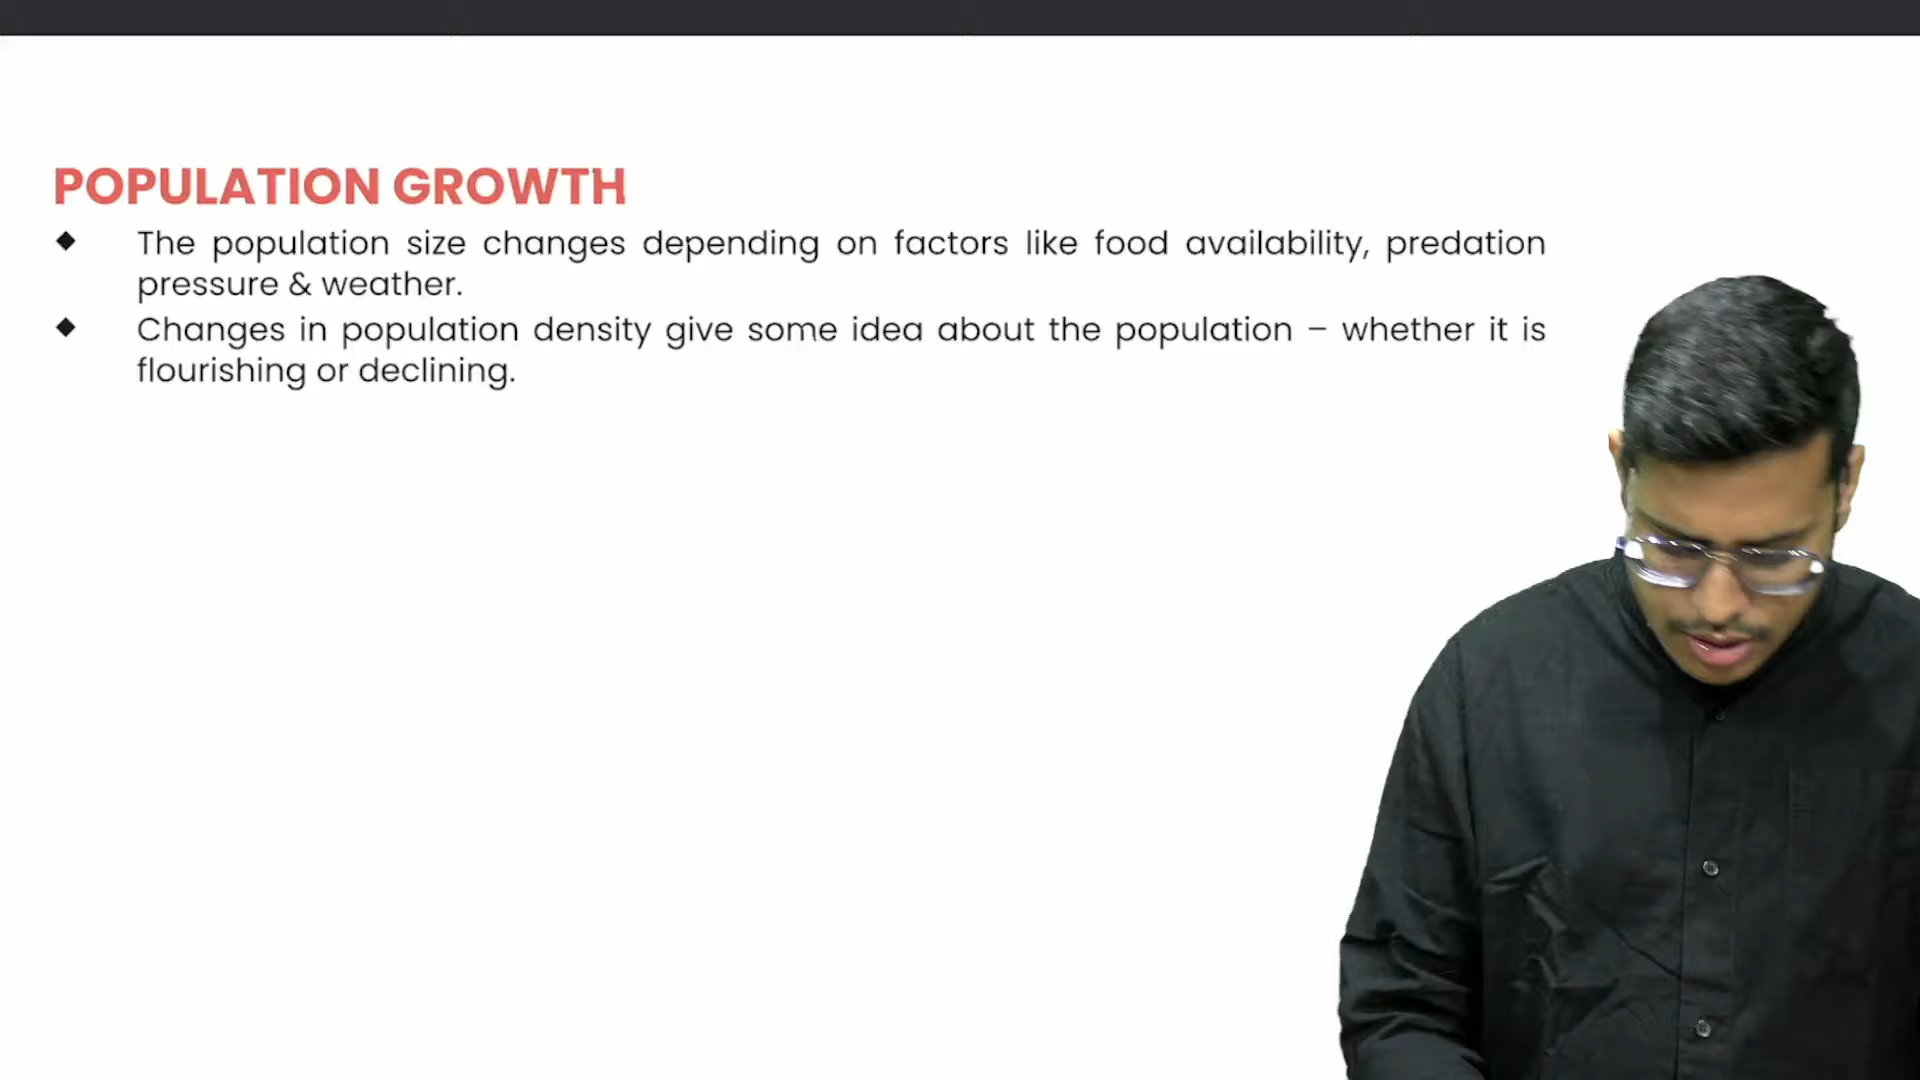 POPULATION GROWTH
◆ The population size changes depending on factors like food availability, predation
pressure & weather.
◆ Changes in population density give some idea about the population – whether it is
flourishing or declining.